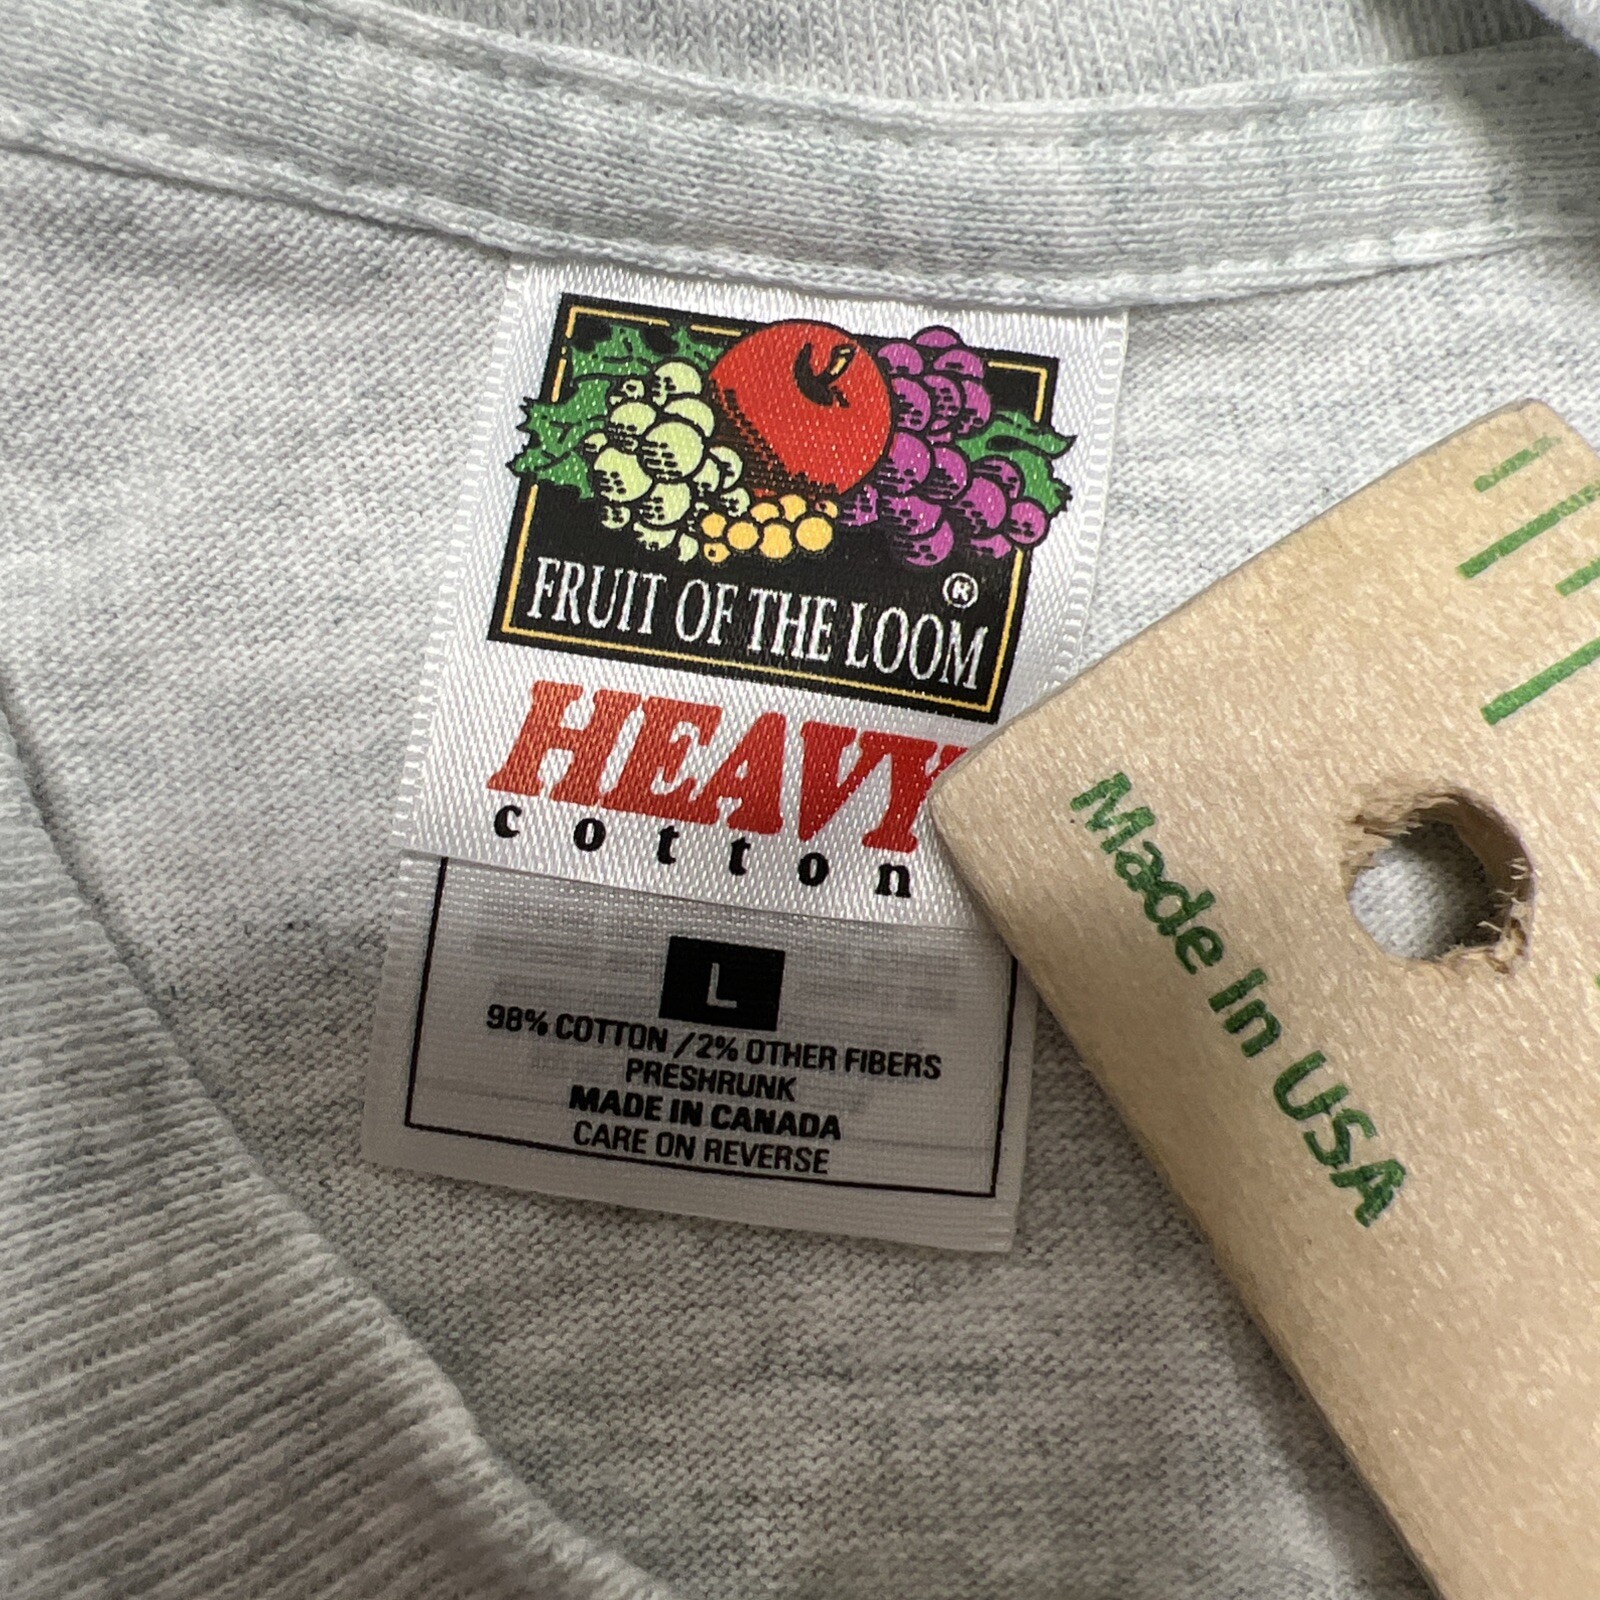 FRUIT OF THE LOOM ®
HEAVY
cotton
L
98% COTTON / 2% OTHER FIBERS
PRESHRUNK
MADE IN CANADA
CARE ON REVERSE
Made In USA